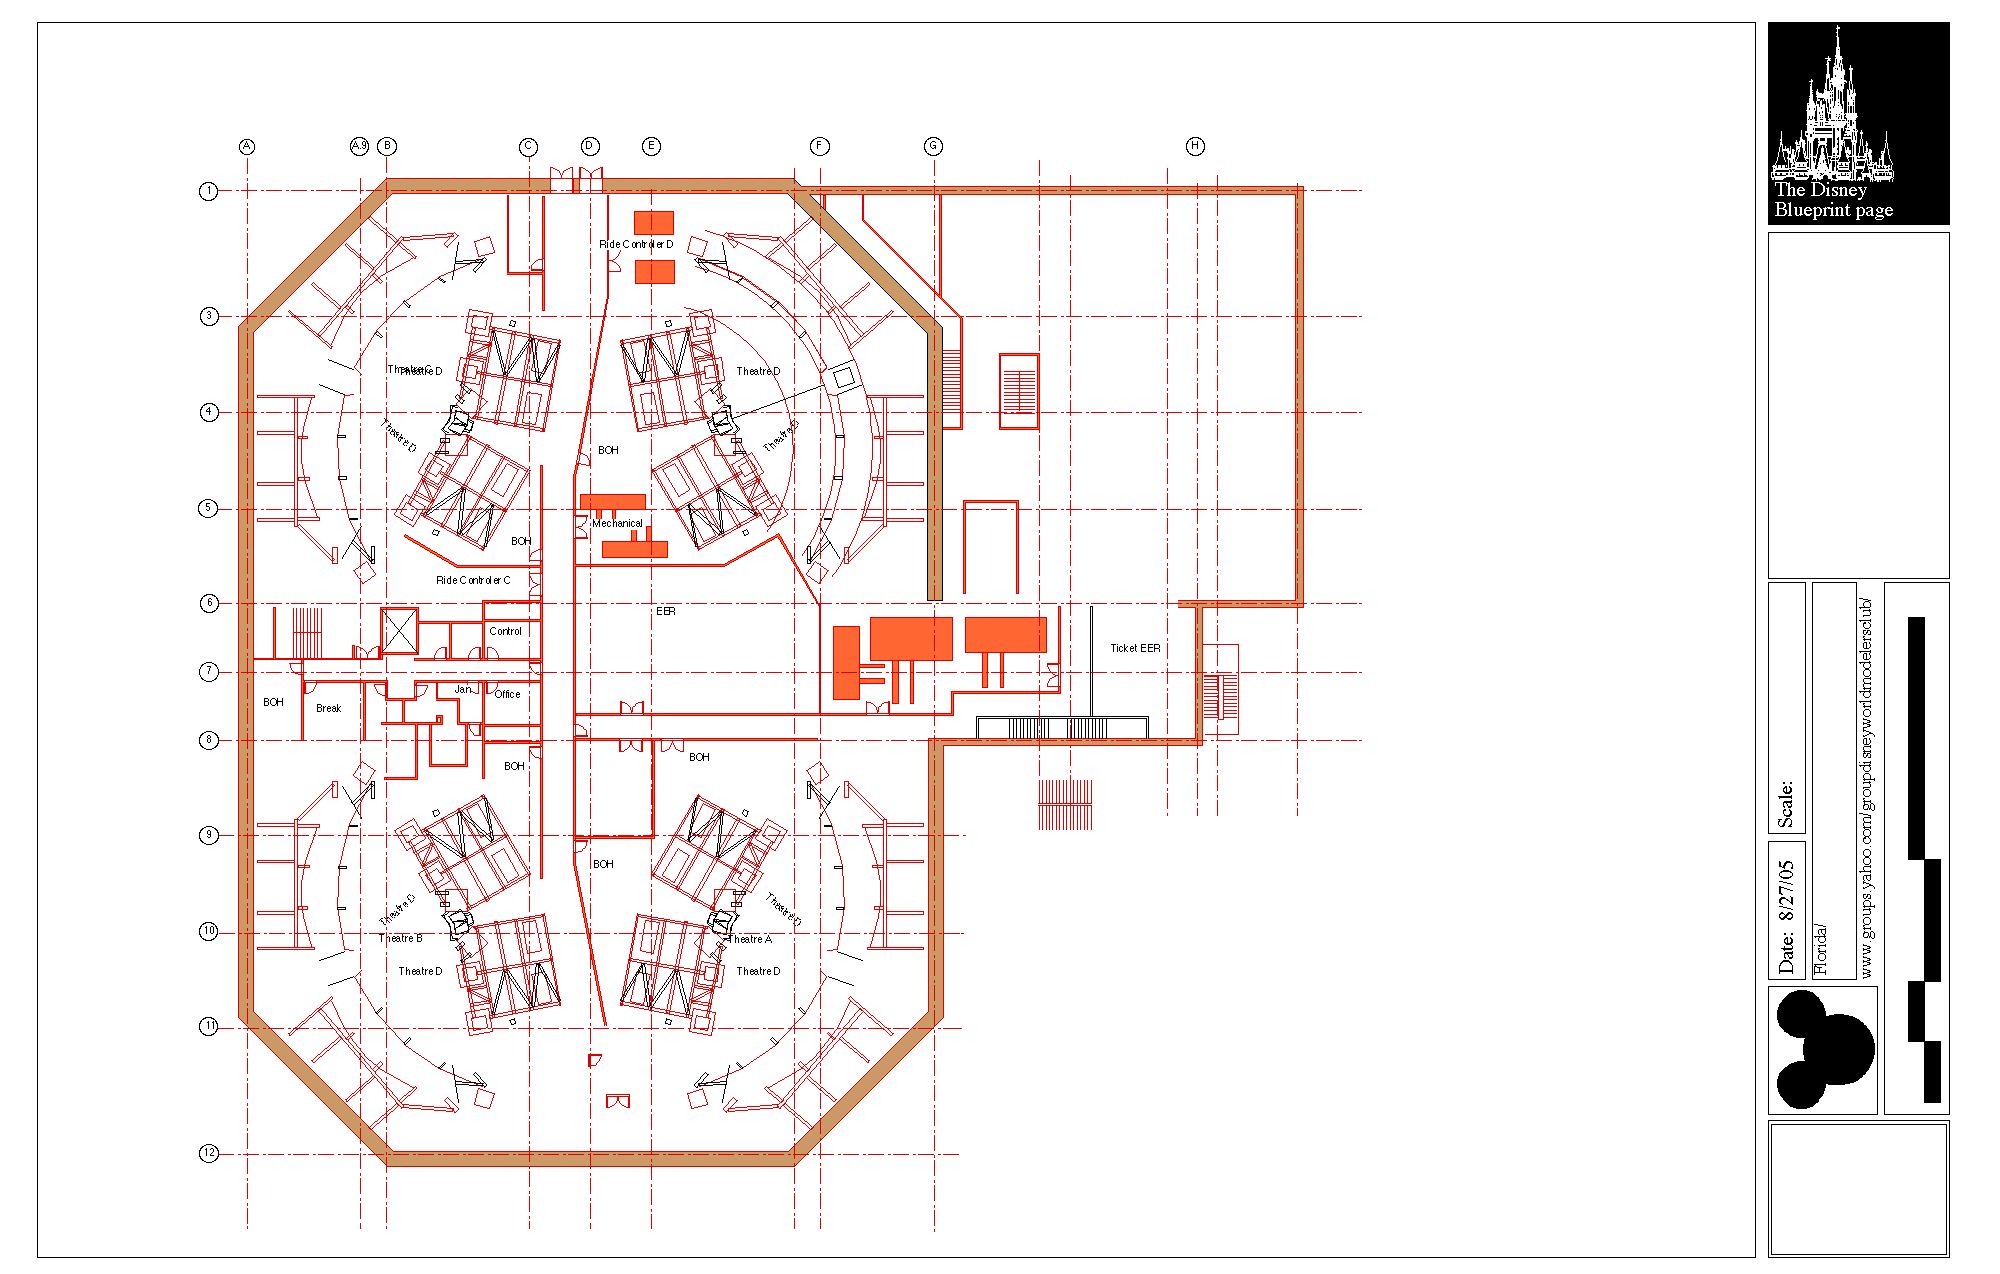 A
A.9
B
C
D
E
F
G
H
1
3
4
5
6
7
8
9
10
11
12
Ride Controler D
Theatre C
Theatre D
Theatre D
Theatre D
Theatre D
BOH
Mechanical
BOH
Ride Controler C
EER
Control
Ticket EER
BOH
Break
Jan.
Office
BOH
BOH
BOH
Theatre D
Theatre B
Theatre D
Theatre D
Theatre A
Theatre D
The Disney
Blueprint page
Scale:
Date: 8/27/05
Florida/
www.groups.yahoo.com/groupdisneyworldmodelersclub/